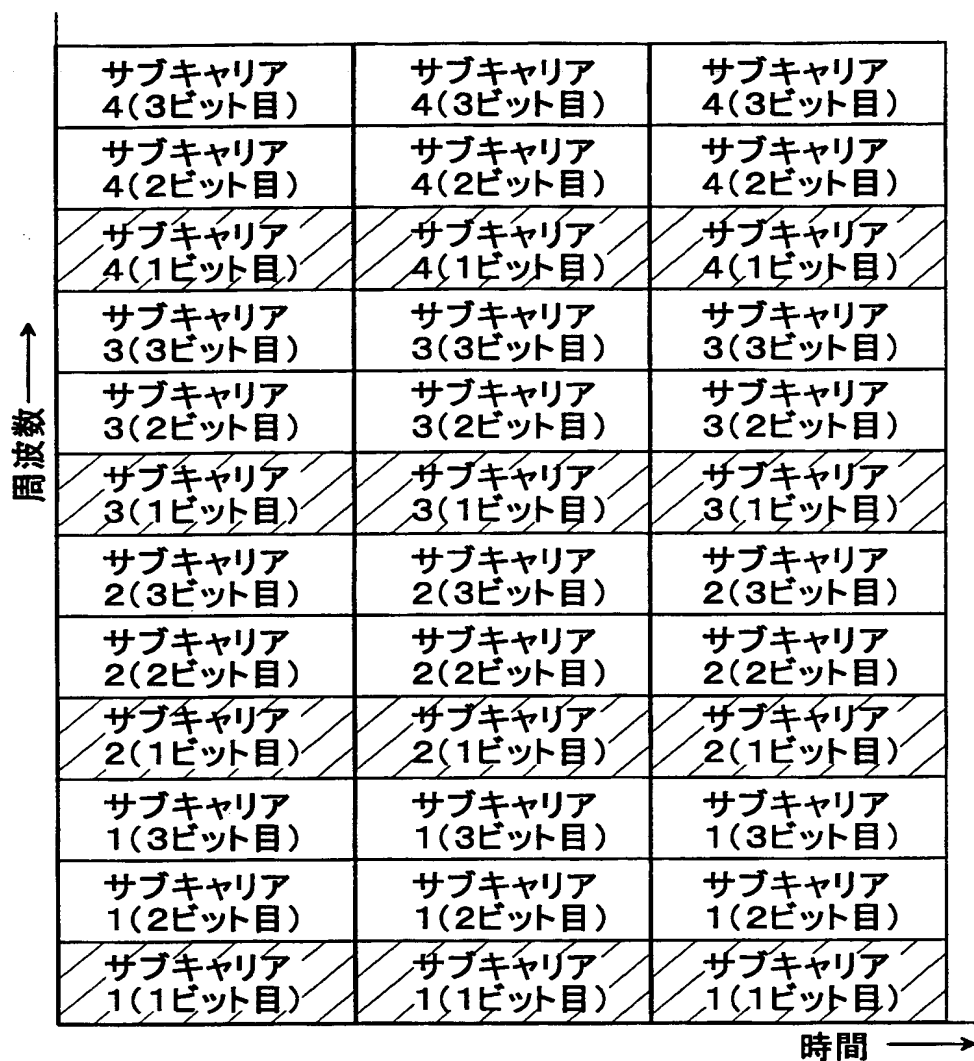 サブキャリア サブキャリア サブキャリア
4(3ビット目) 4(3ビット目) 4(3ビット目)
サブキャリア サブキャリア サブキャリア
4(2ビット目) 4(2ビット目) 4(2ビット目)
サブキャリア サブキャリア サブキャリア
4(1ビット目) 4(1ビット目) 4(1ビット目)
サブキャリア サブキャリア サブキャリア
3(3ビット目) 3(3ビット目) 3(3ビット目)
サブキャリア サブキャリア サブキャリア
3(2ビット目) 3(2ビット目) 3(2ビット目)
サブキャリア サブキャリア サブキャリア
3(1ビット目) 3(1ビット目) 3(1ビット目)
サブキャリア サブキャリア サブキャリア
2(3ビット目) 2(3ビット目) 2(3ビット目)
サブキャリア サブキャリア サブキャリア
2(2ビット目) 2(2ビット目) 2(2ビット目)
サブキャリア サブキャリア サブキャリア
2(1ビット目) 2(1ビット目) 2(1ビット目)
サブキャリア サブキャリア サブキャリア
1(3ビット目) 1(3ビット目) 1(3ビット目)
サブキャリア サブキャリア サブキャリア
1(2ビット目) 1(2ビット目) 1(2ビット目)
サブキャリア サブキャリア サブキャリア
1(1ビット目) 1(1ビット目) 1(1ビット目)
周波数
時間